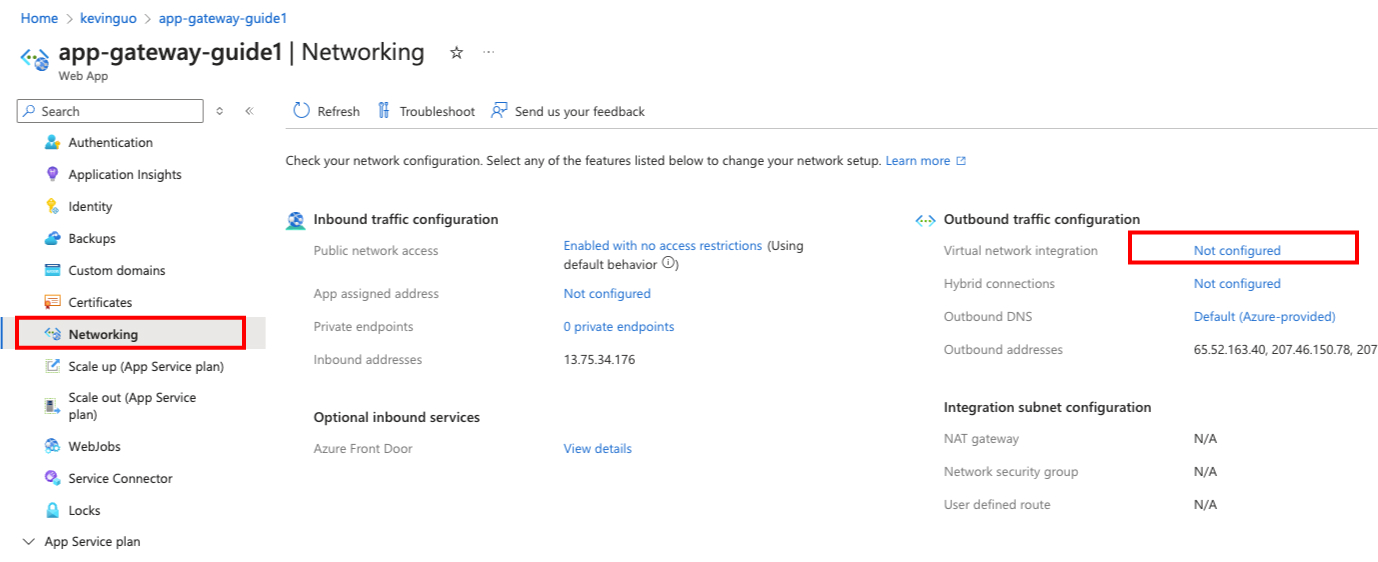 Home > kevinguo > app-gateway-guide1
app-gateway-guide1 | Networking
Web App
Search
Refresh
Troubleshoot
Send us your feedback
Authentication
Application Insights
Identity
Backups
Custom domains
Certificates
Networking
Scale up (App Service plan)
Scale out (App Service
plan)
WebJobs
Service Connector
Locks
App Service plan
Check your network configuration. Select any of the features listed below to change your network setup. Learn more
Inbound traffic configuration
Public network access
Enabled with no access restrictions (Using
default behavior)
App assigned address
Not configured
Private endpoints
0 private endpoints
Inbound addresses
13.75.34.176
Optional inbound services
Azure Front Door
View details
Outbound traffic configuration
Virtual network integration
Not configured
Hybrid connections
Not configured
Outbound DNS
Default (Azure-provided)
Outbound addresses
65.52.163.40, 207.46.150.78, 207
Integration subnet configuration
NAT gateway
N/A
Network security group
N/A
User defined route
N/A